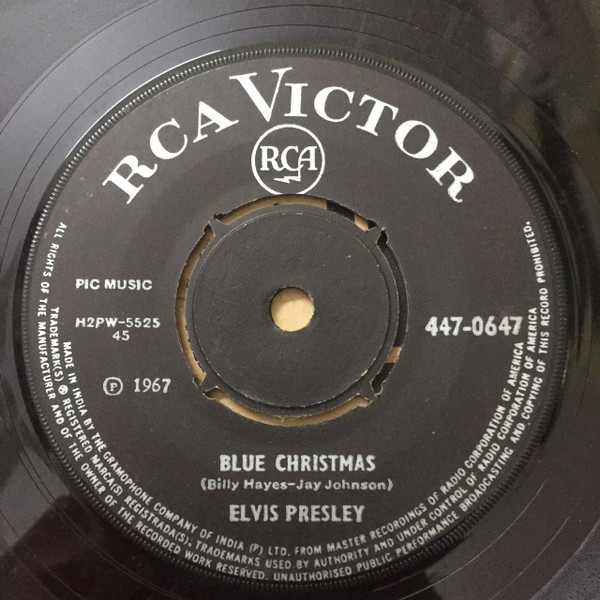 RCA VICTOR
RCA
PIC MUSIC
H2PW-5525
45
Ⓟ 1967
447-0647
BLUE CHRISTMAS
(Billy Hayes-Jay Johnson)
ELVIS PRESLEY
MADE IN INDIA BY THE GRAMOPHONE COMPANY OF INDIA (P) LTD. FROM MASTER RECORDINGS OF RADIO CORPORATION OF AMERICA
TRADEMARK(S) ® REGISTERED MARCA(S) REGISTRADA(S). TRADEMARKS USED BY AUTHORITY AND UNDER CONTROL OF RADIO CORPORATION OF AMERICA
ALL RIGHTS OF THE MANUFACTURER AND OF THE OWNER OF THE RECORDED WORK RESERVED. UNAUTHORISED PUBLIC PERFORMANCE BROADCASTING AND COPYING OF THIS RECORD PROHIBITED.